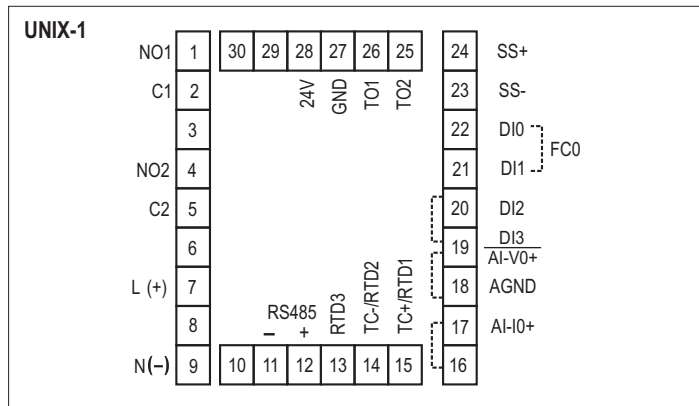 UNIX-1
NO1 1 30 29 28 27 26 25 24 SS+
24V GND TO1 TO2
C1 2 23 SS-
3 22 DI0
FC0
NO2 4 21 DI1
C2 5 20 DI2
6 19 DI3
AI-V0+
L (+) 7 18 AGND
RS485 RTD3 TC-/RTD2 TC+/RTD1
8 17 AI-I0+
– +
N(–) 9 10 11 12 13 14 15 16